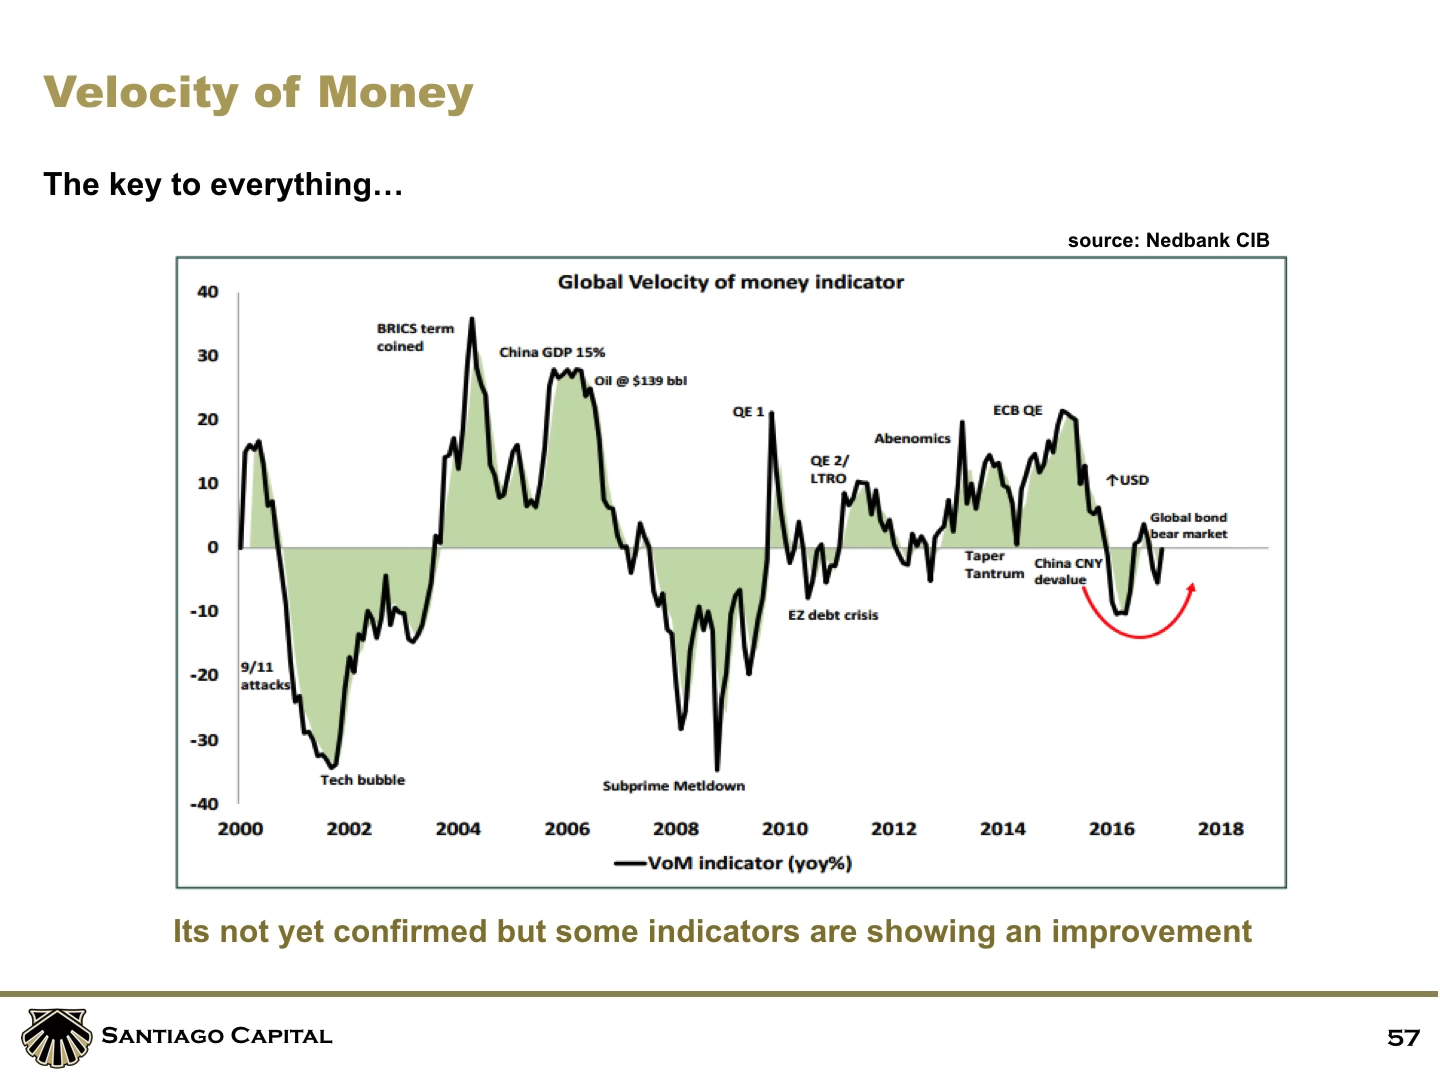 Velocity of Money
The key to everything…
source: Nedbank CIB
Global Velocity of money indicator
40
30
20
10
0
-10
-20
-30
-40
BRICS term
coined
China GDP 15%
Oil @ $139 bbl
QE 1
QE 2/
LTRO
Abenomics
ECB QE
↑USD
Global bond
bear market
Taper
Tantrum
China CNY
devalue
EZ debt crisis
9/11
attacks
Tech bubble
Subprime Metldown
2000 2002 2004 2006 2008 2010 2012 2014 2016 2018
VoM indicator (yoy%)
Its not yet confirmed but some indicators are showing an improvement
SANTIAGO CAPITAL
57